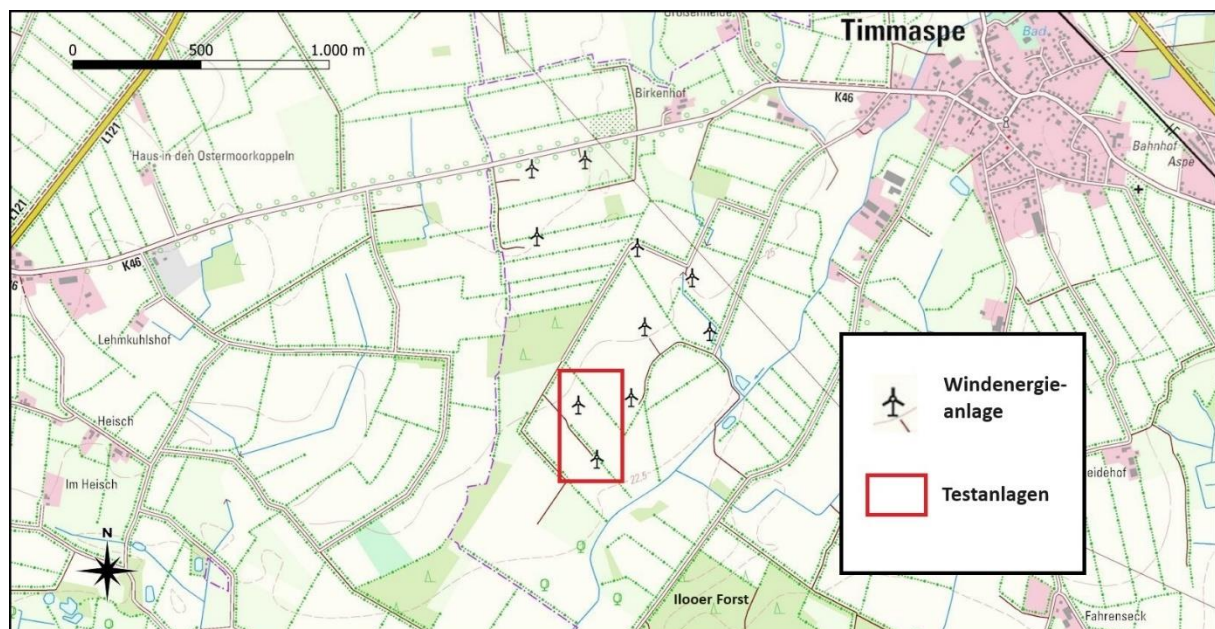 Großenheide
Timmaspe
Bad
0 500 1.000 m
L121
Birkenhof
K46
Haus in den Ostermoorkoppeln
Bahnhof
Aspe
L121
K46
Lehmkuhlshof
Windenergie-
anlage
Heisch
Im Heisch
22.5
Testanlagen
N
Ilooer Forst
Fahrenseck